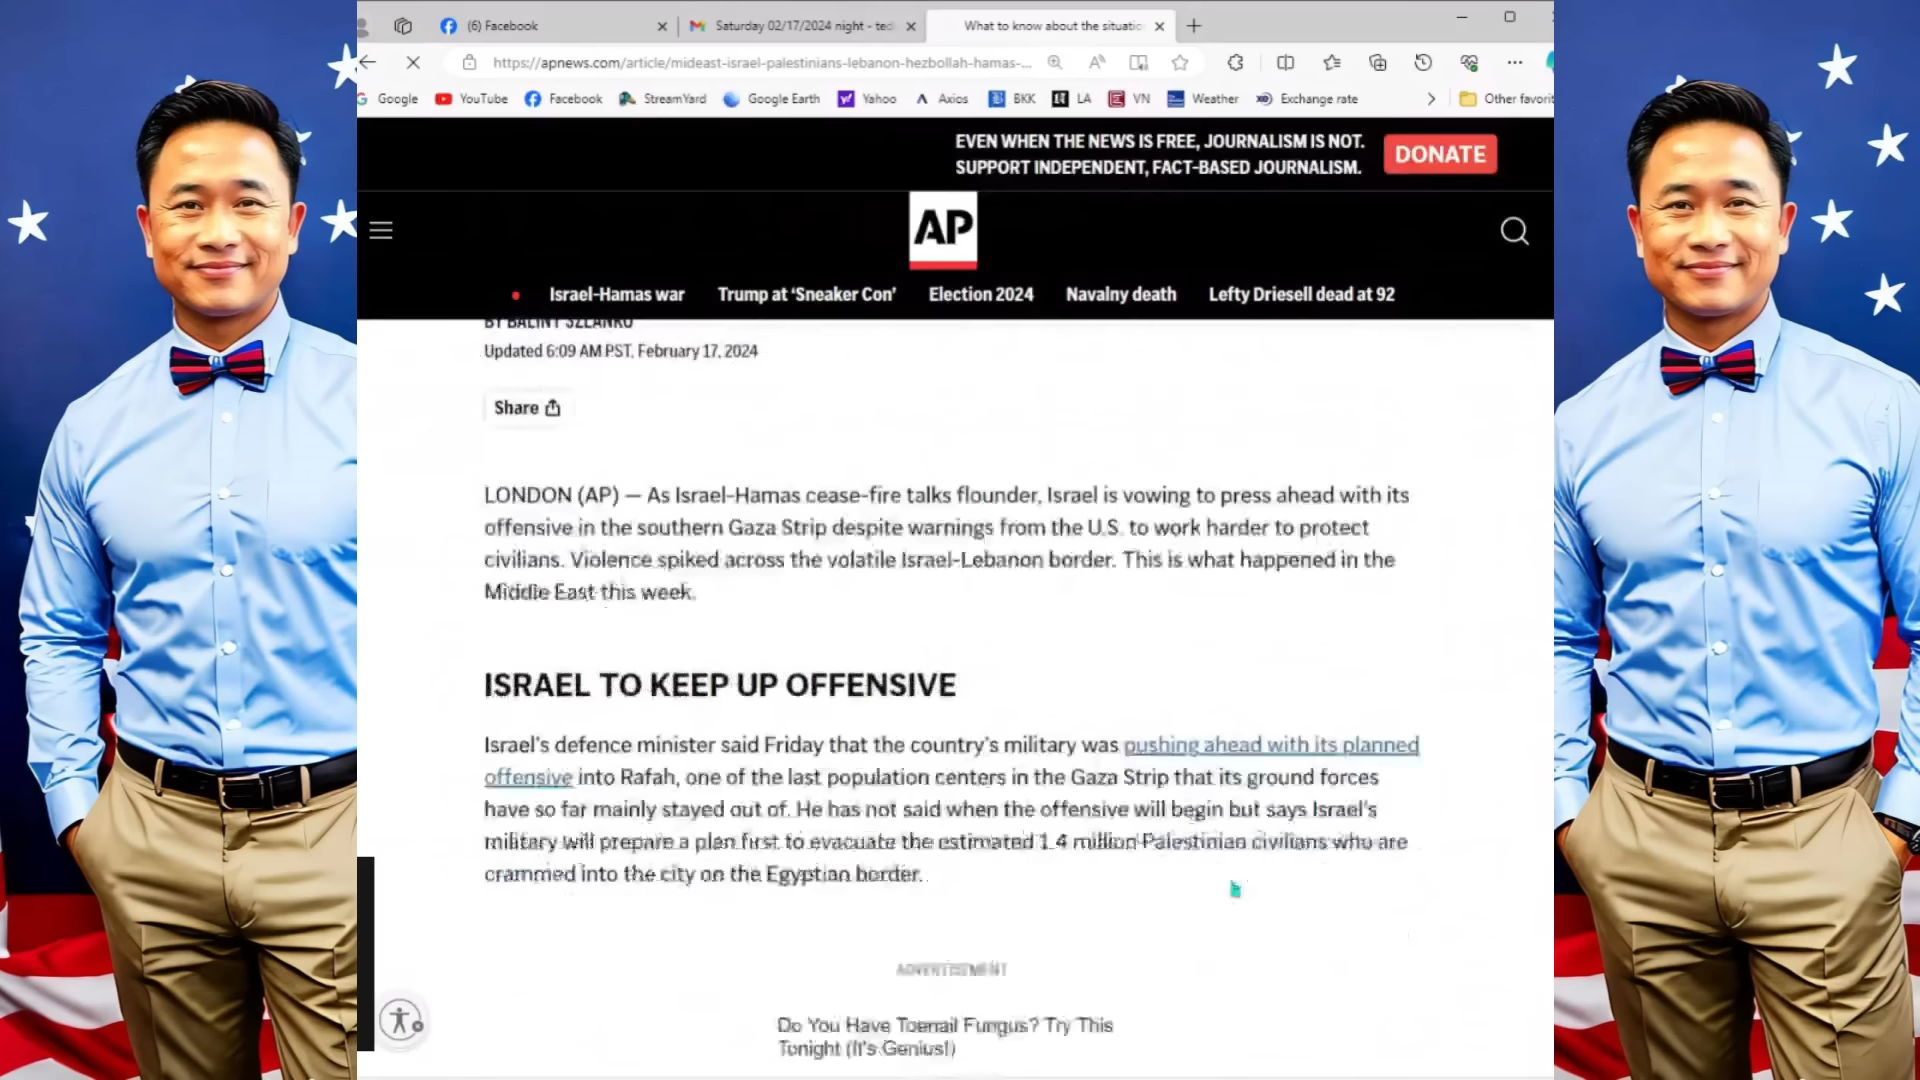 (6) Facebook
Saturday 02/17/2024 night - tec
What to know about the situatio
https://apnews.com/article/mideast-israel-palestinians-lebanon-hezbollah-hamas-...
Google YouTube Facebook StreamYard Google Earth Yahoo Axios BKK LA VN Weather Exchange rate Other favorit
EVEN WHEN THE NEWS IS FREE, JOURNALISM IS NOT.
SUPPORT INDEPENDENT, FACT-BASED JOURNALISM.
DONATE
AP
Israel-Hamas war Trump at ‘Sneaker Con’ Election 2024 Navalny death Lefty Driesell dead at 92
BY BALINT SZLANKO
Updated 6:09 AM PST, February 17, 2024
Share
LONDON (AP) — As Israel-Hamas cease-fire talks flounder, Israel is vowing to press ahead with its
offensive in the southern Gaza Strip despite warnings from the U.S. to work harder to protect
civilians. Violence spiked across the volatile Israel-Lebanon border. This is what happened in the
Middle East this week.
ISRAEL TO KEEP UP OFFENSIVE
Israel’s defence minister said Friday that the country’s military was pushing ahead with its planned
offensive into Rafah, one of the last population centers in the Gaza Strip that its ground forces
have so far mainly stayed out of. He has not said when the offensive will begin but says Israel’s
military will prepare a plan first to evacuate the estimated 1.4 million Palestinian civilians who are
crammed into the city on the Egyptian border.
ADVERTISEMENT
Do You Have Toenail Fungus? Try This
Tonight (It's Genius!)